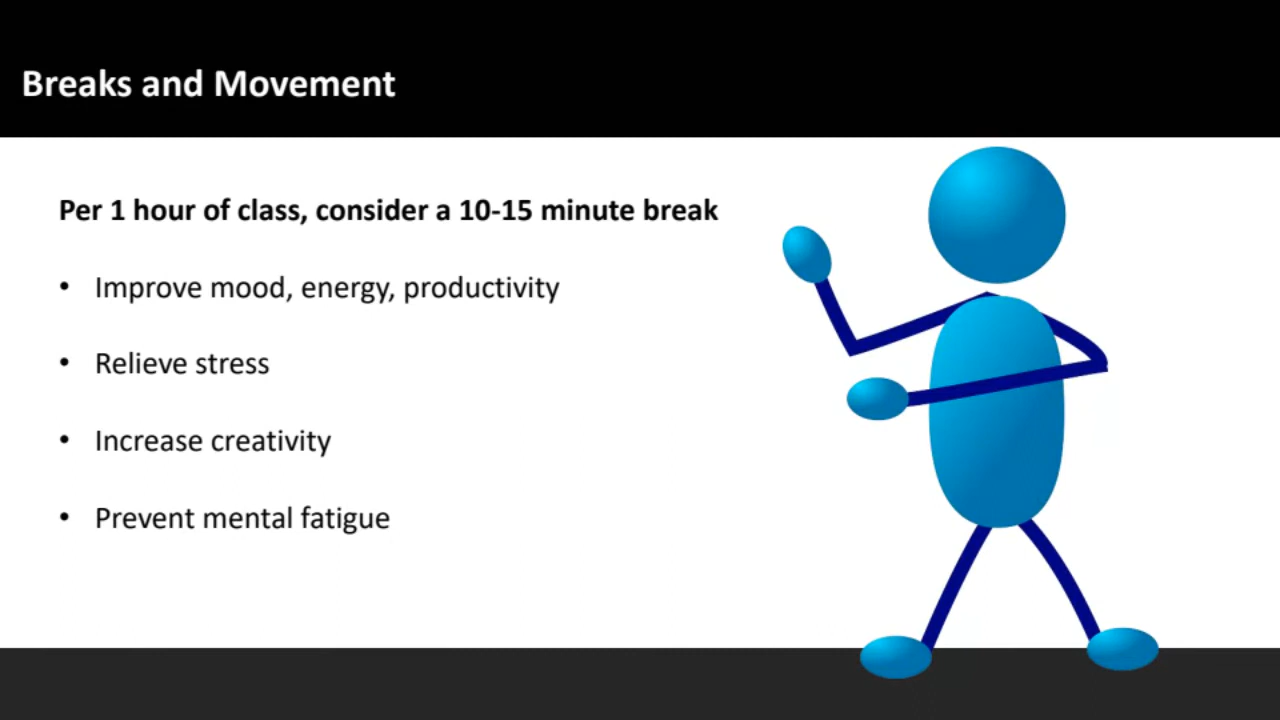 Breaks and Movement
Per 1 hour of class, consider a 10-15 minute break
• Improve mood, energy, productivity
• Relieve stress
• Increase creativity
• Prevent mental fatigue